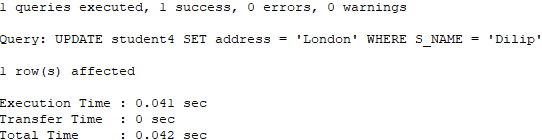 1 queries executed, 1 success, 0 errors, 0 warnings
Query: UPDATE student4 SET address = 'London' WHERE S_NAME = 'Dilip'
1 row(s) affected
Execution Time : 0.041 sec
Transfer Time  : 0 sec
Total Time     : 0.042 sec